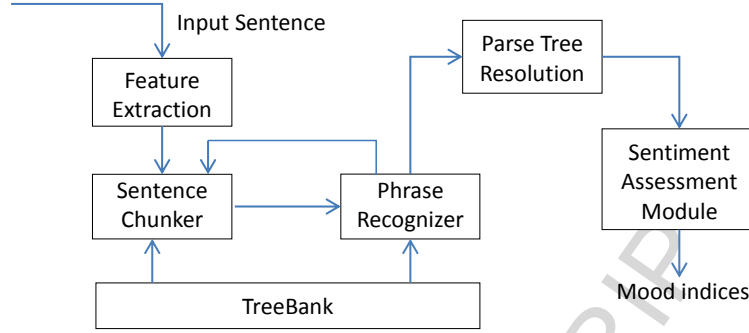 Input Sentence
Feature
Extraction
Sentence
Chunker
Phrase
Recognizer
TreeBank
Parse Tree
Resolution
Sentiment
Assessment
Module
Mood indices